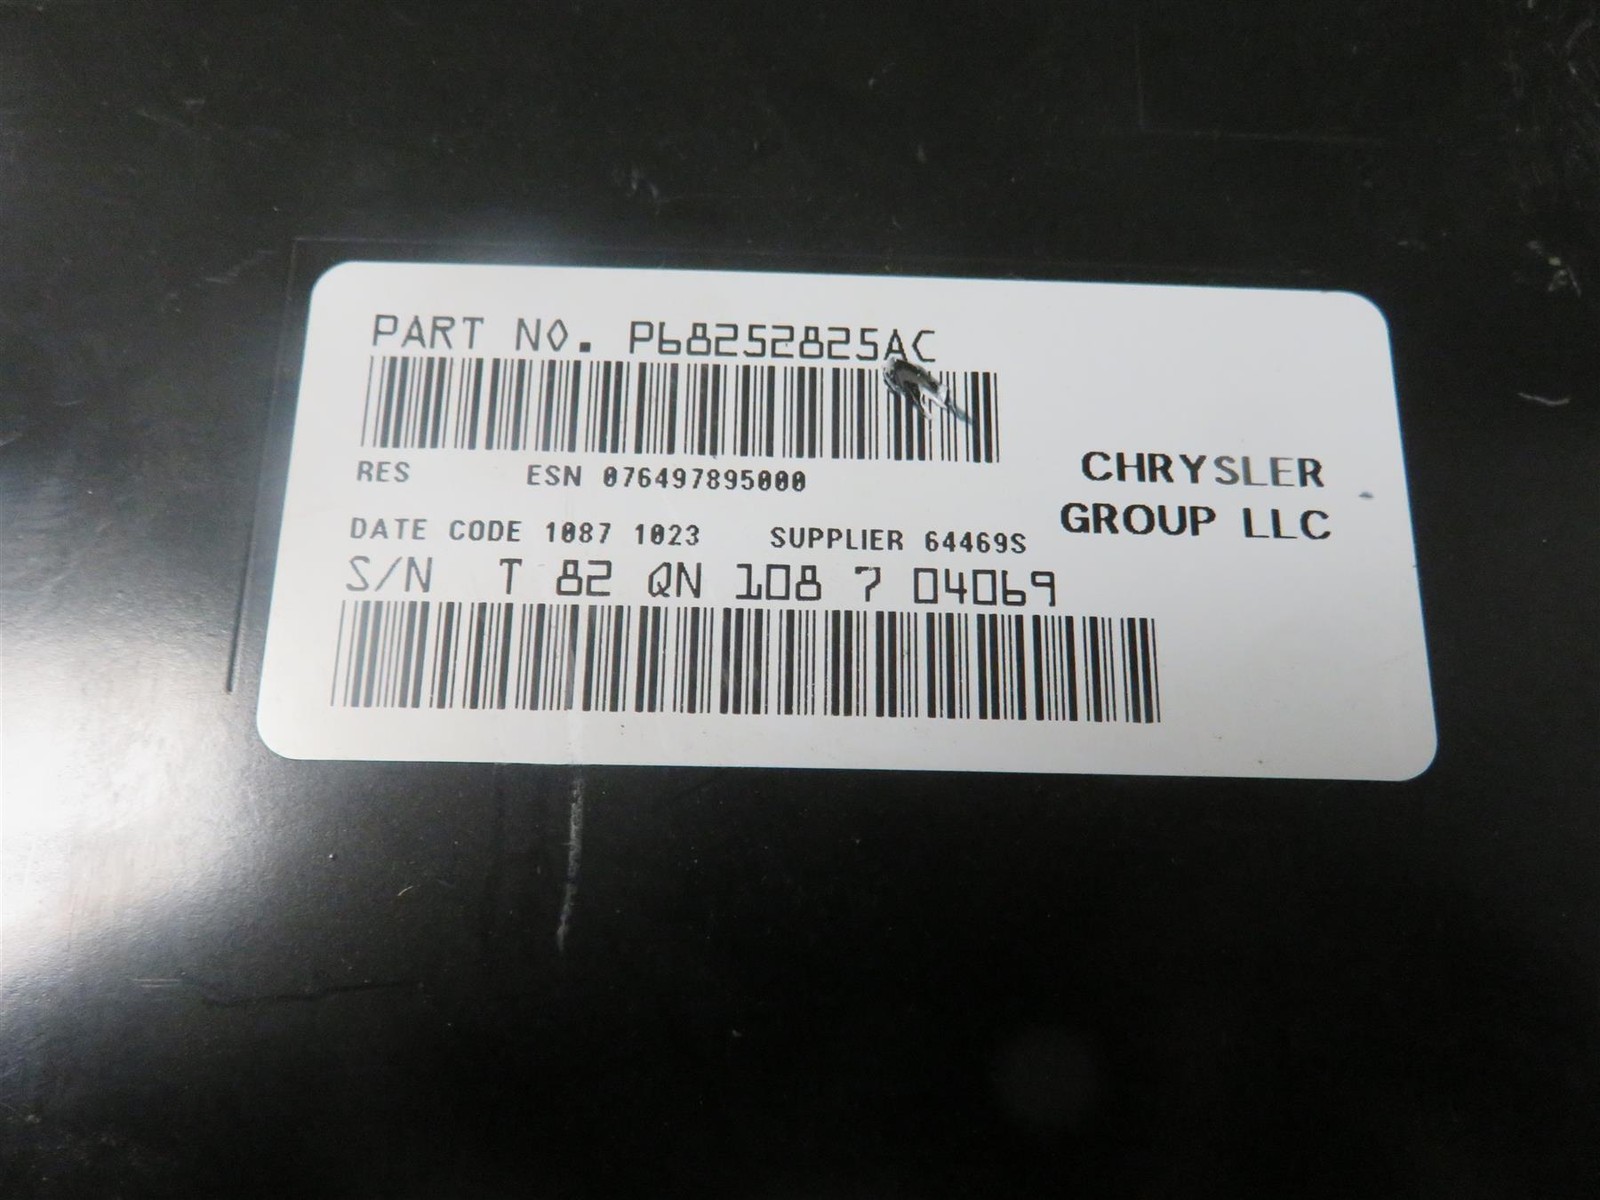 PART NO. P68252825AC
RES ESN 076497895000
DATE CODE 1087 1023 SUPPLIER 64469S
S/N T 82 QN 108 7 04069
CHRYSLER
GROUP LLC